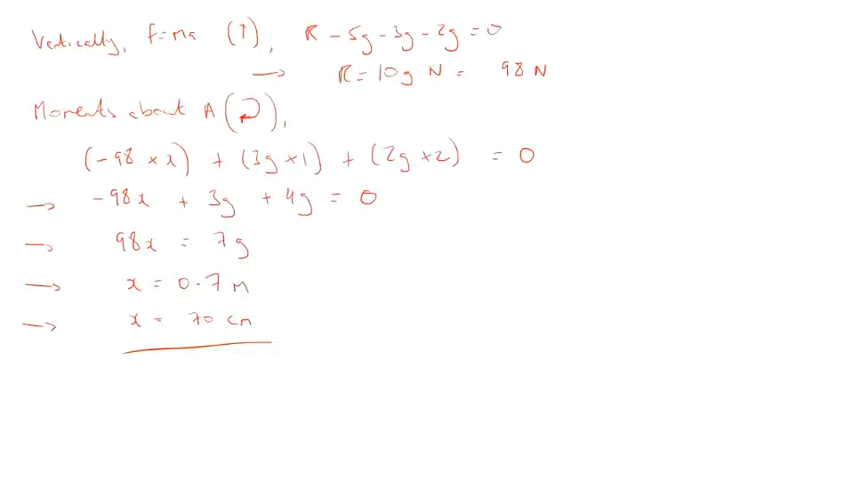 Vertically, F=ma (↑), R - 5g - 3g - 2g = 0
→ R = 10g N = 98 N
Moments about A (↻),
(-98 × x) + (3g × 1) + (2g × 2) = 0
→ -98x + 3g + 4g = 0
→ 98x = 7g
→ x = 0.7 m
→ x = 70 cm